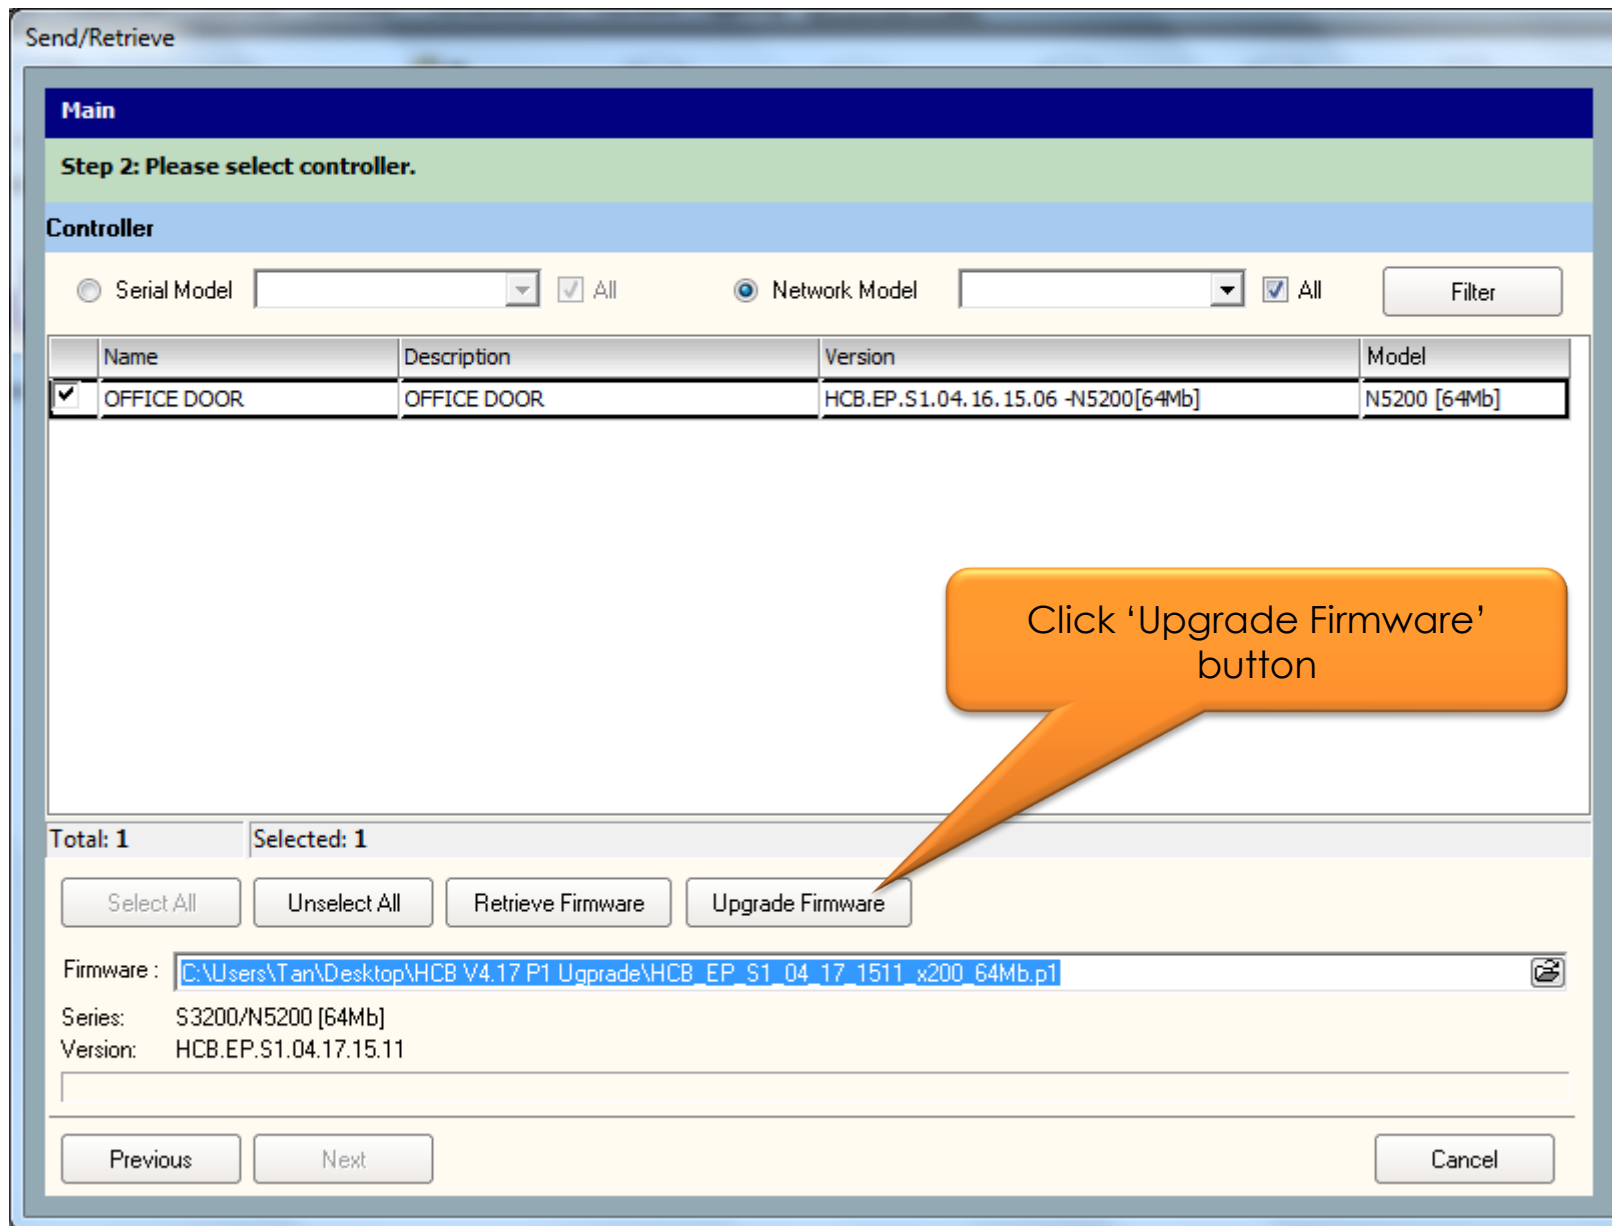 Send/Retrieve
Main
Step 2: Please select controller.
Controller
Serial Model All Network Model All Filter
Name Description Version Model
OFFICE DOOR OFFICE DOOR HCB.EP.S1.04.16.15.06 -N5200[64Mb] N5200 [64Mb]
Click ‘Upgrade Firmware’
button
Total: 1 Selected: 1
Select All Unselect All Retrieve Firmware Upgrade Firmware
Firmware : C:\Users\Tan\Desktop\HCB V4.17 P1 Ugprade\HCB_EP_S1_04_17_1511_x200_64Mb.p1
Series: S3200/N5200 [64Mb]
Version: HCB.EP.S1.04.17.15.11
Previous Next Cancel